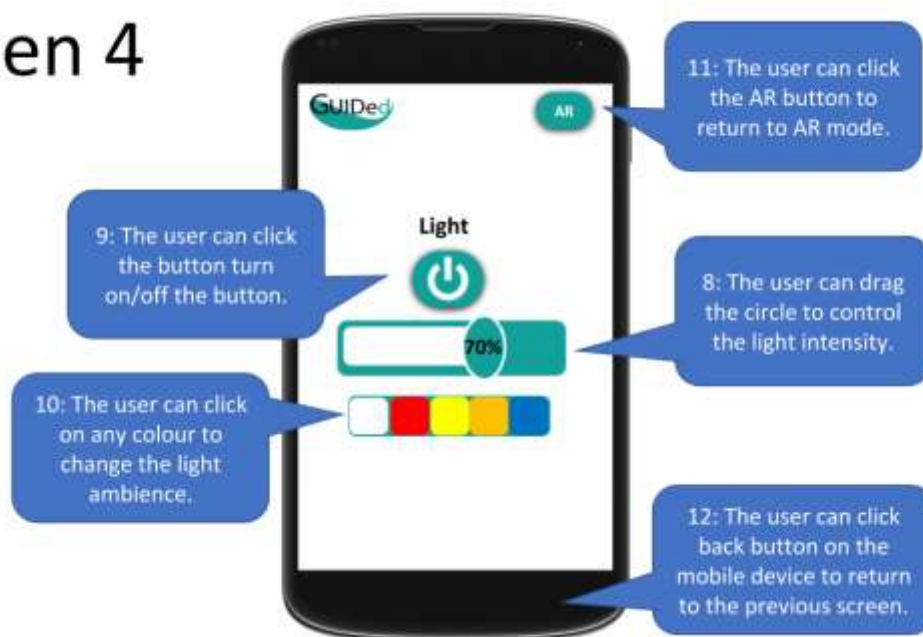 en 4
GUIDed
AR
11: The user can click
the AR button to
return to AR mode.
Light
9: The user can click
the button turn
on/off the button.
70%
8: The user can drag
the circle to control
the light intensity.
10: The user can click
on any colour to
change the light
ambience.
12: The user can click
back button on the
mobile device to return
to the previous screen.